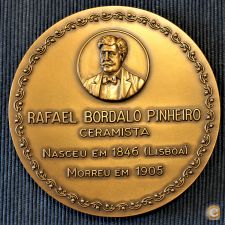 RAFAEL BORDALO PINHEIRO
CERAMISTA
NASCEU EM 1846 (LISBOA)
MORREU EM 1905